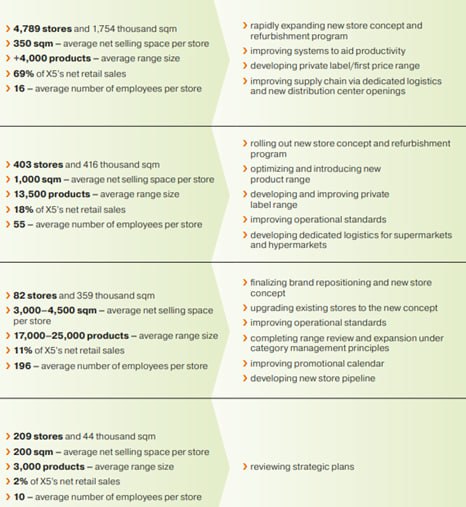 › 4,789 stores and 1,754 thousand sqm
› 350 sqm – average net selling space per store
› +4,000 products – average range size
› 69% of X5's net retail sales
› 16 – average number of employees per store
› rapidly expanding new store concept and
refurbishment program
› improving systems to aid productivity
› developing private label/first price range
› improving supply chain via dedicated logistics
and new distribution center openings
› 403 stores and 416 thousand sqm
› 1,000 sqm – average net selling space per store
› 13,500 products – average range size
› 18% of X5's net retail sales
› 55 – average number of employees per store
› rolling out new store concept and refurbishment
program
› optimizing and introducing new
product range
› developing and improving private
label range
› improving operational standards
› developing dedicated logistics for supermarkets
and hypermarkets
› 82 stores and 359 thousand sqm
› 3,000–4,500 sqm – average net selling space
per store
› 17,000–25,000 products – average range size
› 11% of X5's net retail sales
› 196 – average number of employees per store
› finalizing brand repositioning and new store
concept
› upgrading existing stores to the new concept
› improving operational standards
› completing range review and expansion under
category management principles
› improving promotional calendar
› developing new store pipeline
› 209 stores and 44 thousand sqm
› 200 sqm – average net selling space per store
› 3,000 products – average range size
› 2% of X5's net retail sales
› 10 – average number of employees per store
› reviewing strategic plans